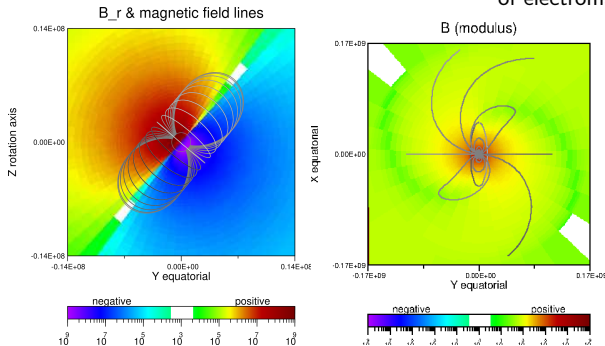 of electrom
B_r & magnetic field lines
0.14E+08
Z rotation axis
0.00E+00
-0.14E+08
-0.14E+08 0.00E+00 0.14E+08
Y equatorial
negative positive
10^9 10^7 10^5 10^3 10^5 10^7 10^9
B (modulus)
0.17E+09
X equatorial
0.00E+00
-0.17E+09
-0.17E+09 0.00E+00 0.17E+0
Y equatorial
negative positive